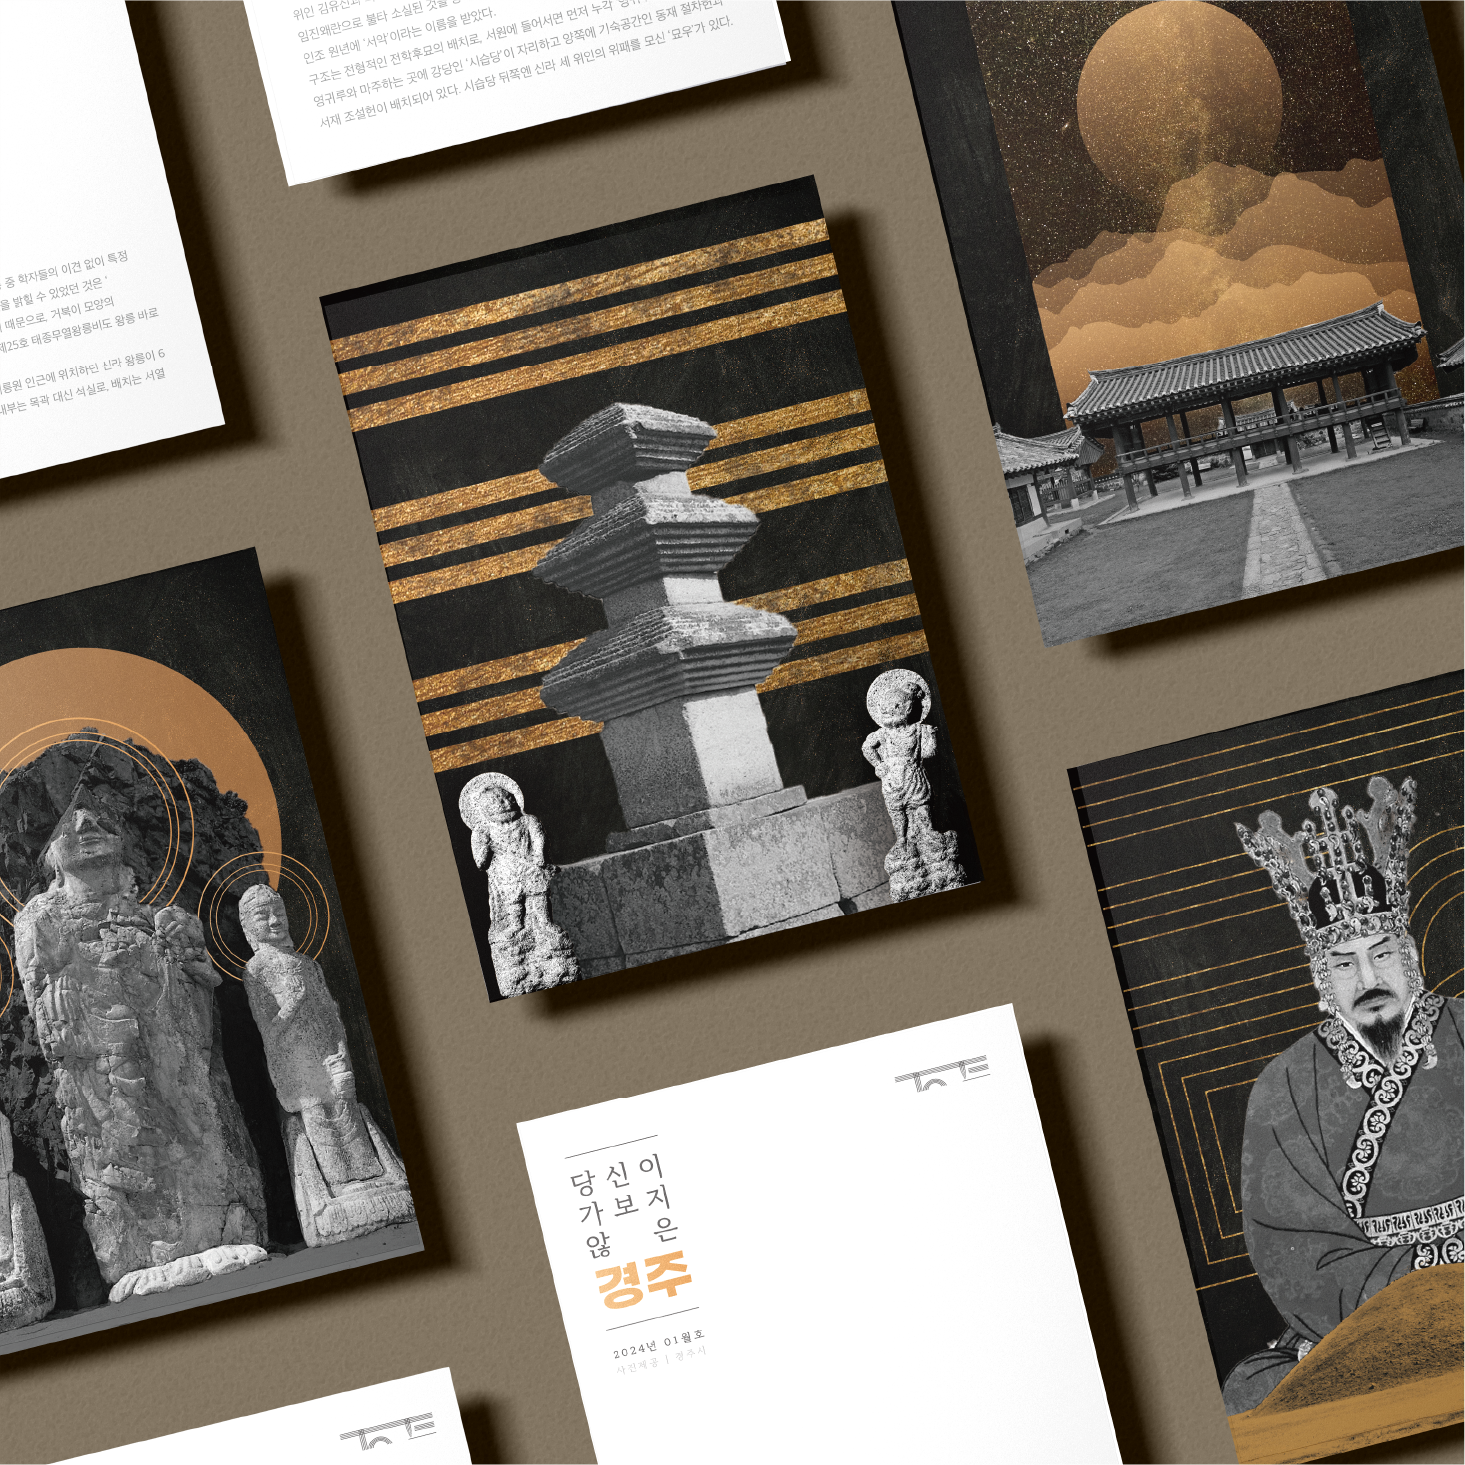 위인 김유신과
임진왜란으로 불타 소실된 것을
인조 원년에 '서악'이라는 이름을 받았다.
구조는 전형적인 전학후묘의 배치로, 서원에 들어서면 먼저 누각
영귀루와 마주하는 곳에 강당인 '시습당'이 자리하고 양쪽에 기숙공간인 동재 절차헌과
서재 조설헌이 배치되어 있다. 시습당 뒤쪽엔 신라 세 위인의 위패를 모신 '묘우'가 있다.
중 학자들의 이견 없이 특정
을 밝힐 수 있었던 것은 '
때문으로, 거북이 모양의
제25호 태종무열왕릉비도 왕릉 바로
인근에 위치하던 신라 왕릉이 6
내부는 목곽 대신 석실로, 배치는 서열
당신이
가보지
않은
경주
2024년 01월호
사진제공 | 경주시